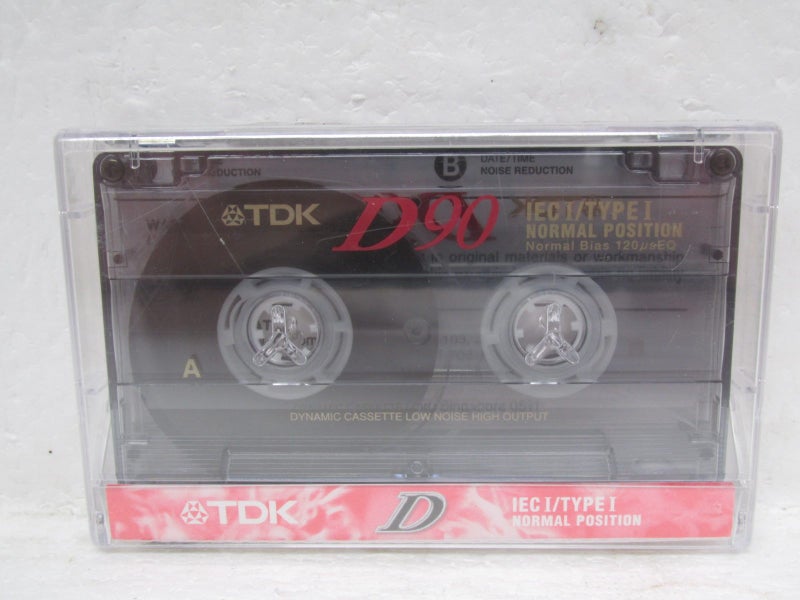 B DATE/TIME
NOISE REDUCTION
TDK D90 IEC I/TYPE I
NORMAL POSITION
Normal Bias 120µsEQ
in original materials or workmanship
A
DYNAMIC CASSETTE LOW NOISE HIGH OUTPUT
TDK D IEC I/TYPE I
NORMAL POSITION